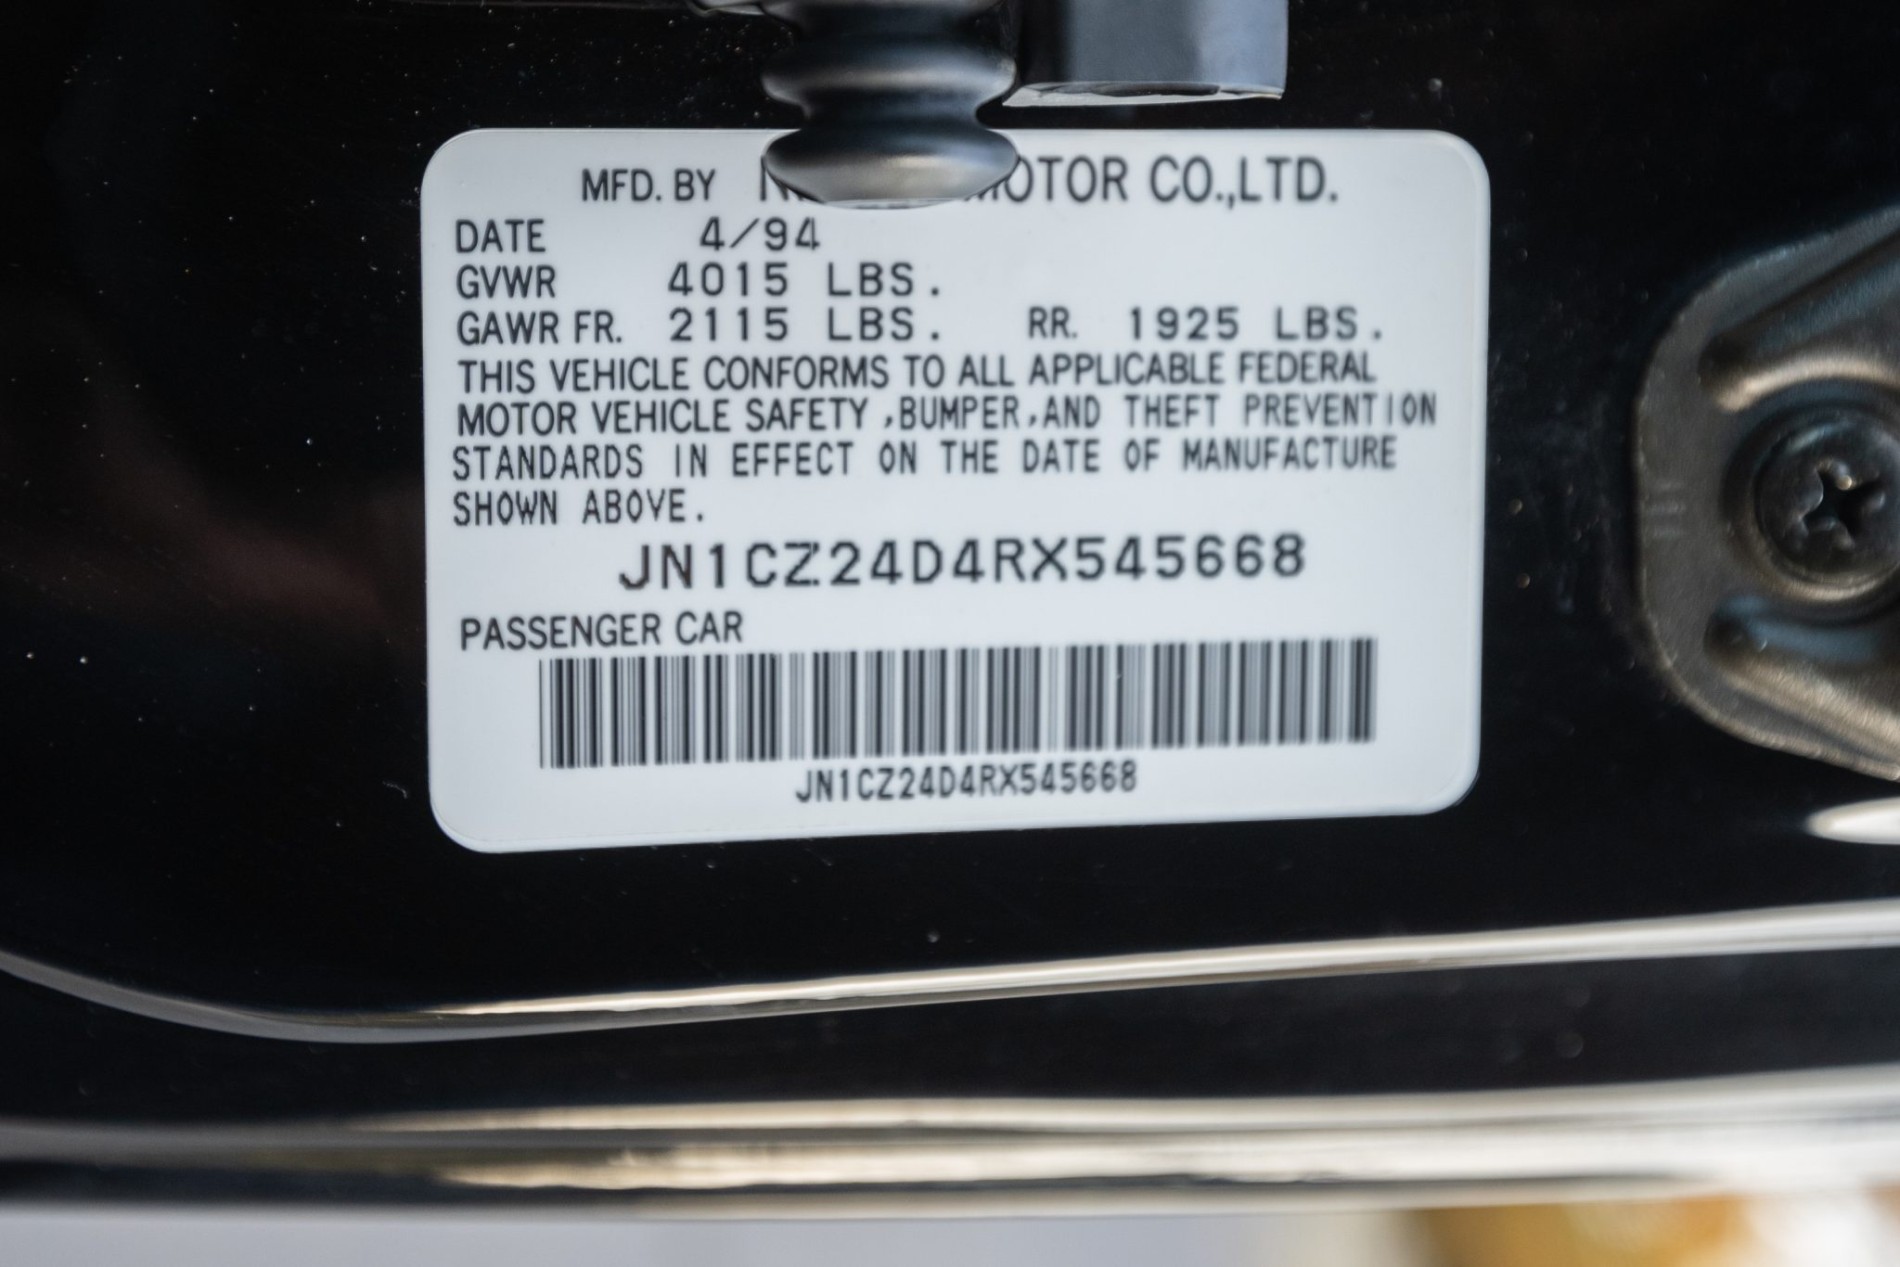 MFD. BY MOTOR CO.,LTD.
DATE 4/94
GVWR 4015 LBS.
GAWR FR. 2115 LBS. RR. 1925 LBS.
THIS VEHICLE CONFORMS TO ALL APPLICABLE FEDERAL
MOTOR VEHICLE SAFETY ,BUMPER,AND THEFT PREVENTION
STANDARDS IN EFFECT ON THE DATE OF MANUFACTURE
SHOWN ABOVE.
JN1CZ24D4RX545668
PASSENGER CAR
JN1CZ24D4RX545668